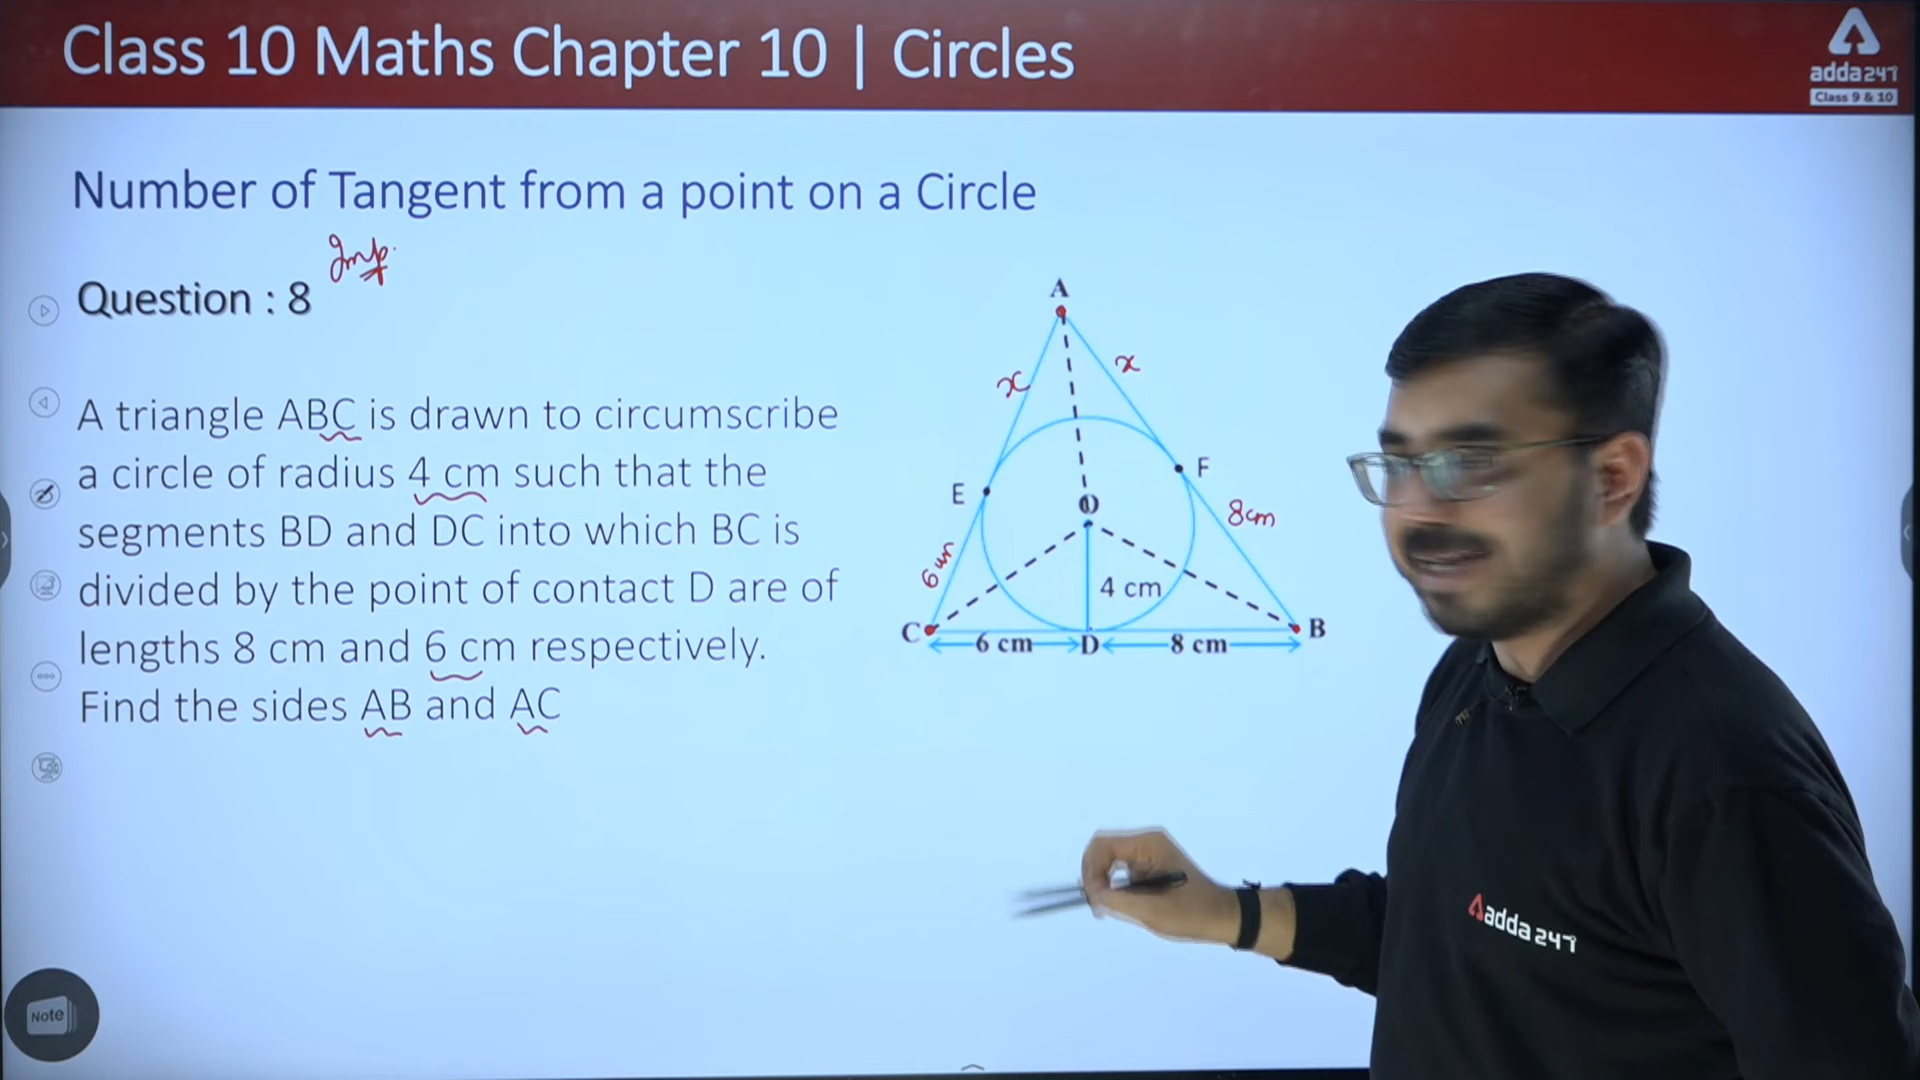 Class 10 Maths Chapter 10 | Circles
adda247
Class 9 & 10
Number of Tangent from a point on a Circle
Imp.
Question : 8
A triangle ABC is drawn to circumscribe
a circle of radius 4 cm such that the
segments BD and DC into which BC is
divided by the point of contact D are of
lengths 8 cm and 6 cm respectively.
Find the sides AB and AC
A
x
x
F
E
O
8cm
6cm
4 cm
C
B
6 cm D 8 cm
adda247
Note